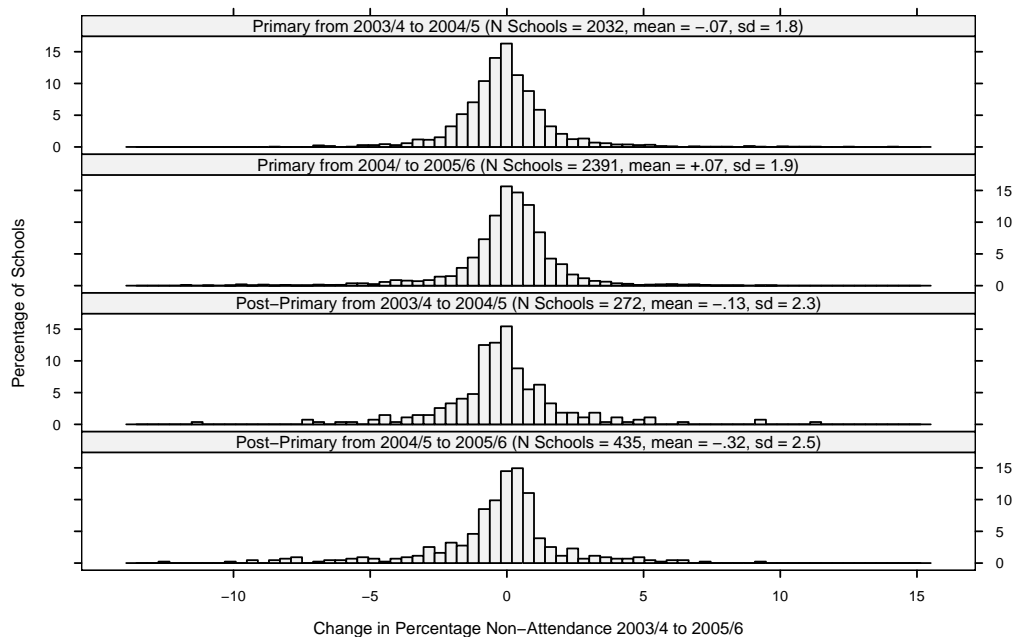 Primary from 2003/4 to 2004/5 (N Schools = 2032, mean = −.07, sd = 1.8)
15
10
5
0
Primary from 2004/ to 2005/6 (N Schools = 2391, mean = +.07, sd = 1.9)
15
10
5
0
Post−Primary from 2003/4 to 2004/5 (N Schools = 272, mean = −.13, sd = 2.3)
15
10
5
0
Post−Primary from 2004/5 to 2005/6 (N Schools = 435, mean = −.32, sd = 2.5)
15
10
5
0
Percentage of Schools
−10 −5 0 5 10 15
Change in Percentage Non−Attendance 2003/4 to 2005/6